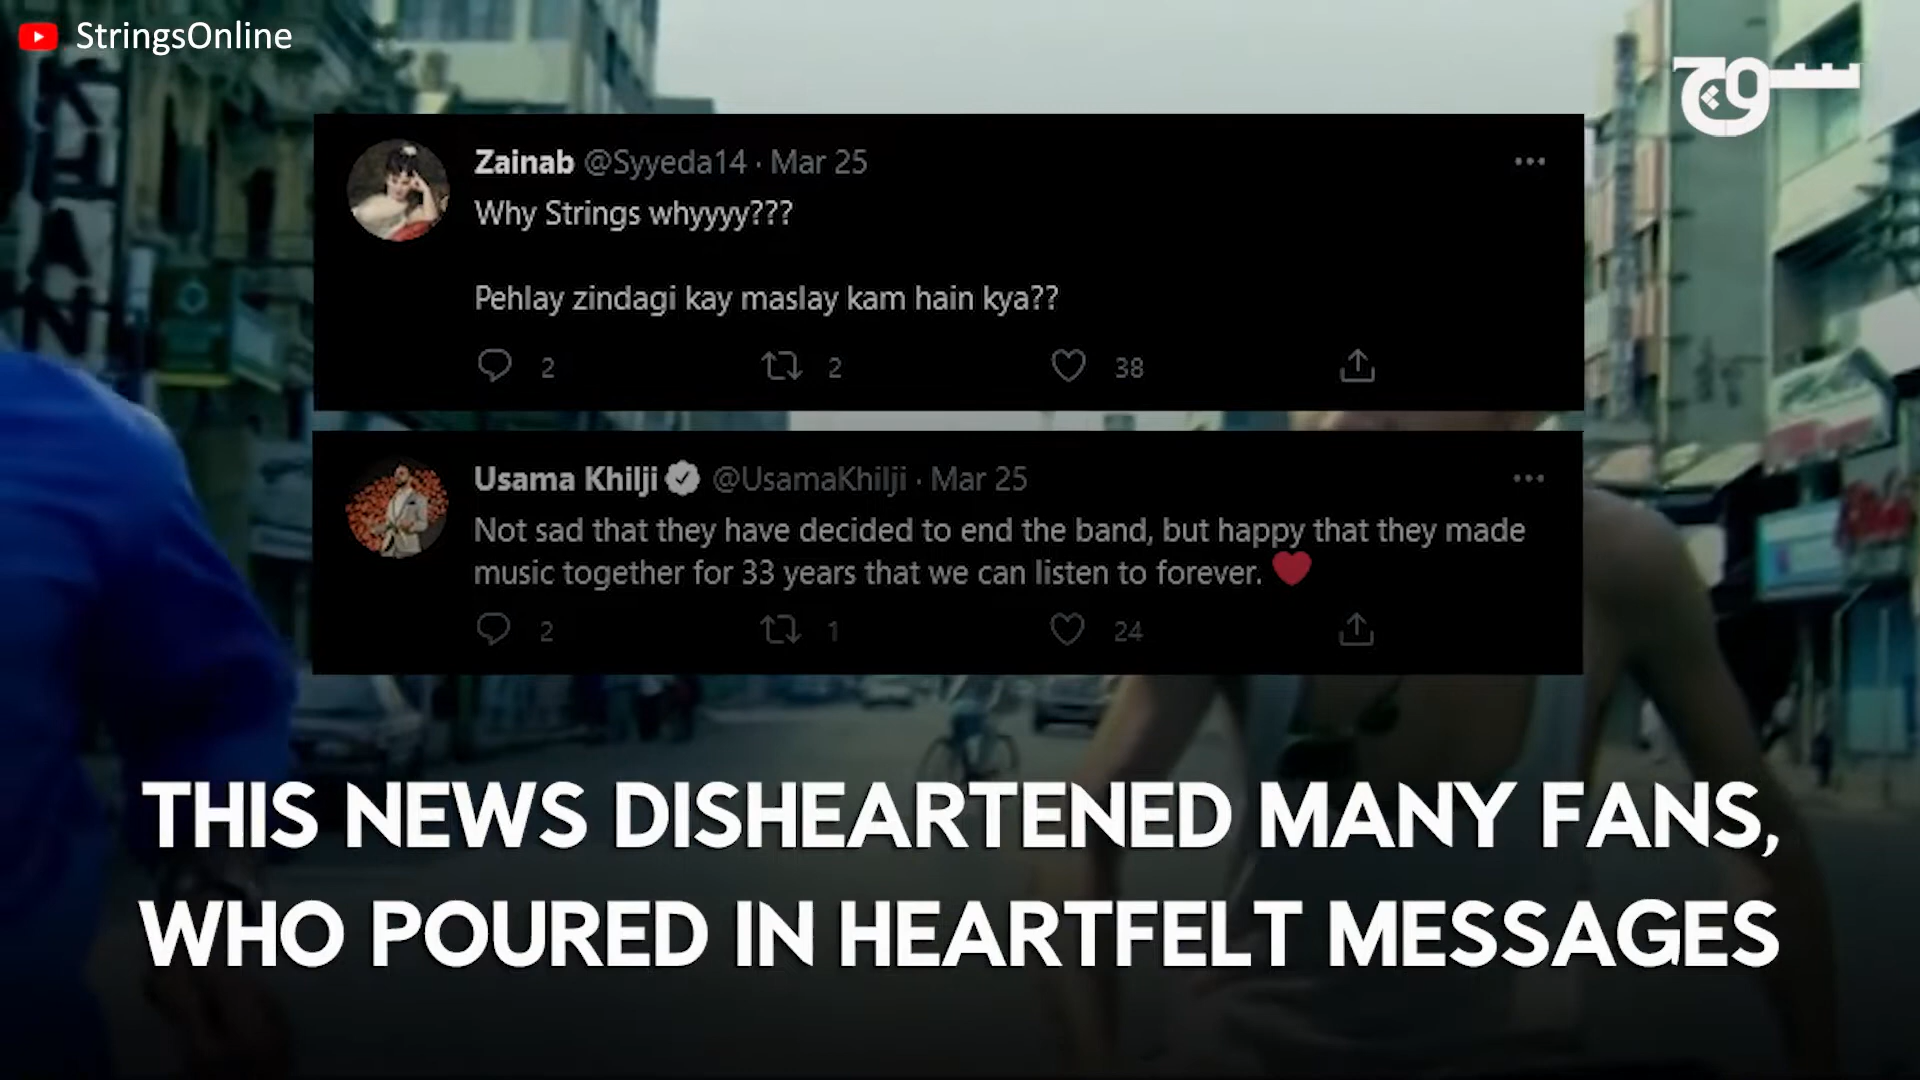 StringsOnline
سوچ
Zainab @Syyeda14 · Mar 25
Why Strings whyyyy???
Pehlay zindagi kay maslay kam hain kya??
2 2 38
Usama Khilji @UsamaKhilji · Mar 25
Not sad that they have decided to end the band, but happy that they made
music together for 33 years that we can listen to forever. ❤️
2 1 24
KHAN
THIS NEWS DISHEARTENED MANY FANS,
WHO POURED IN HEARTFELT MESSAGES